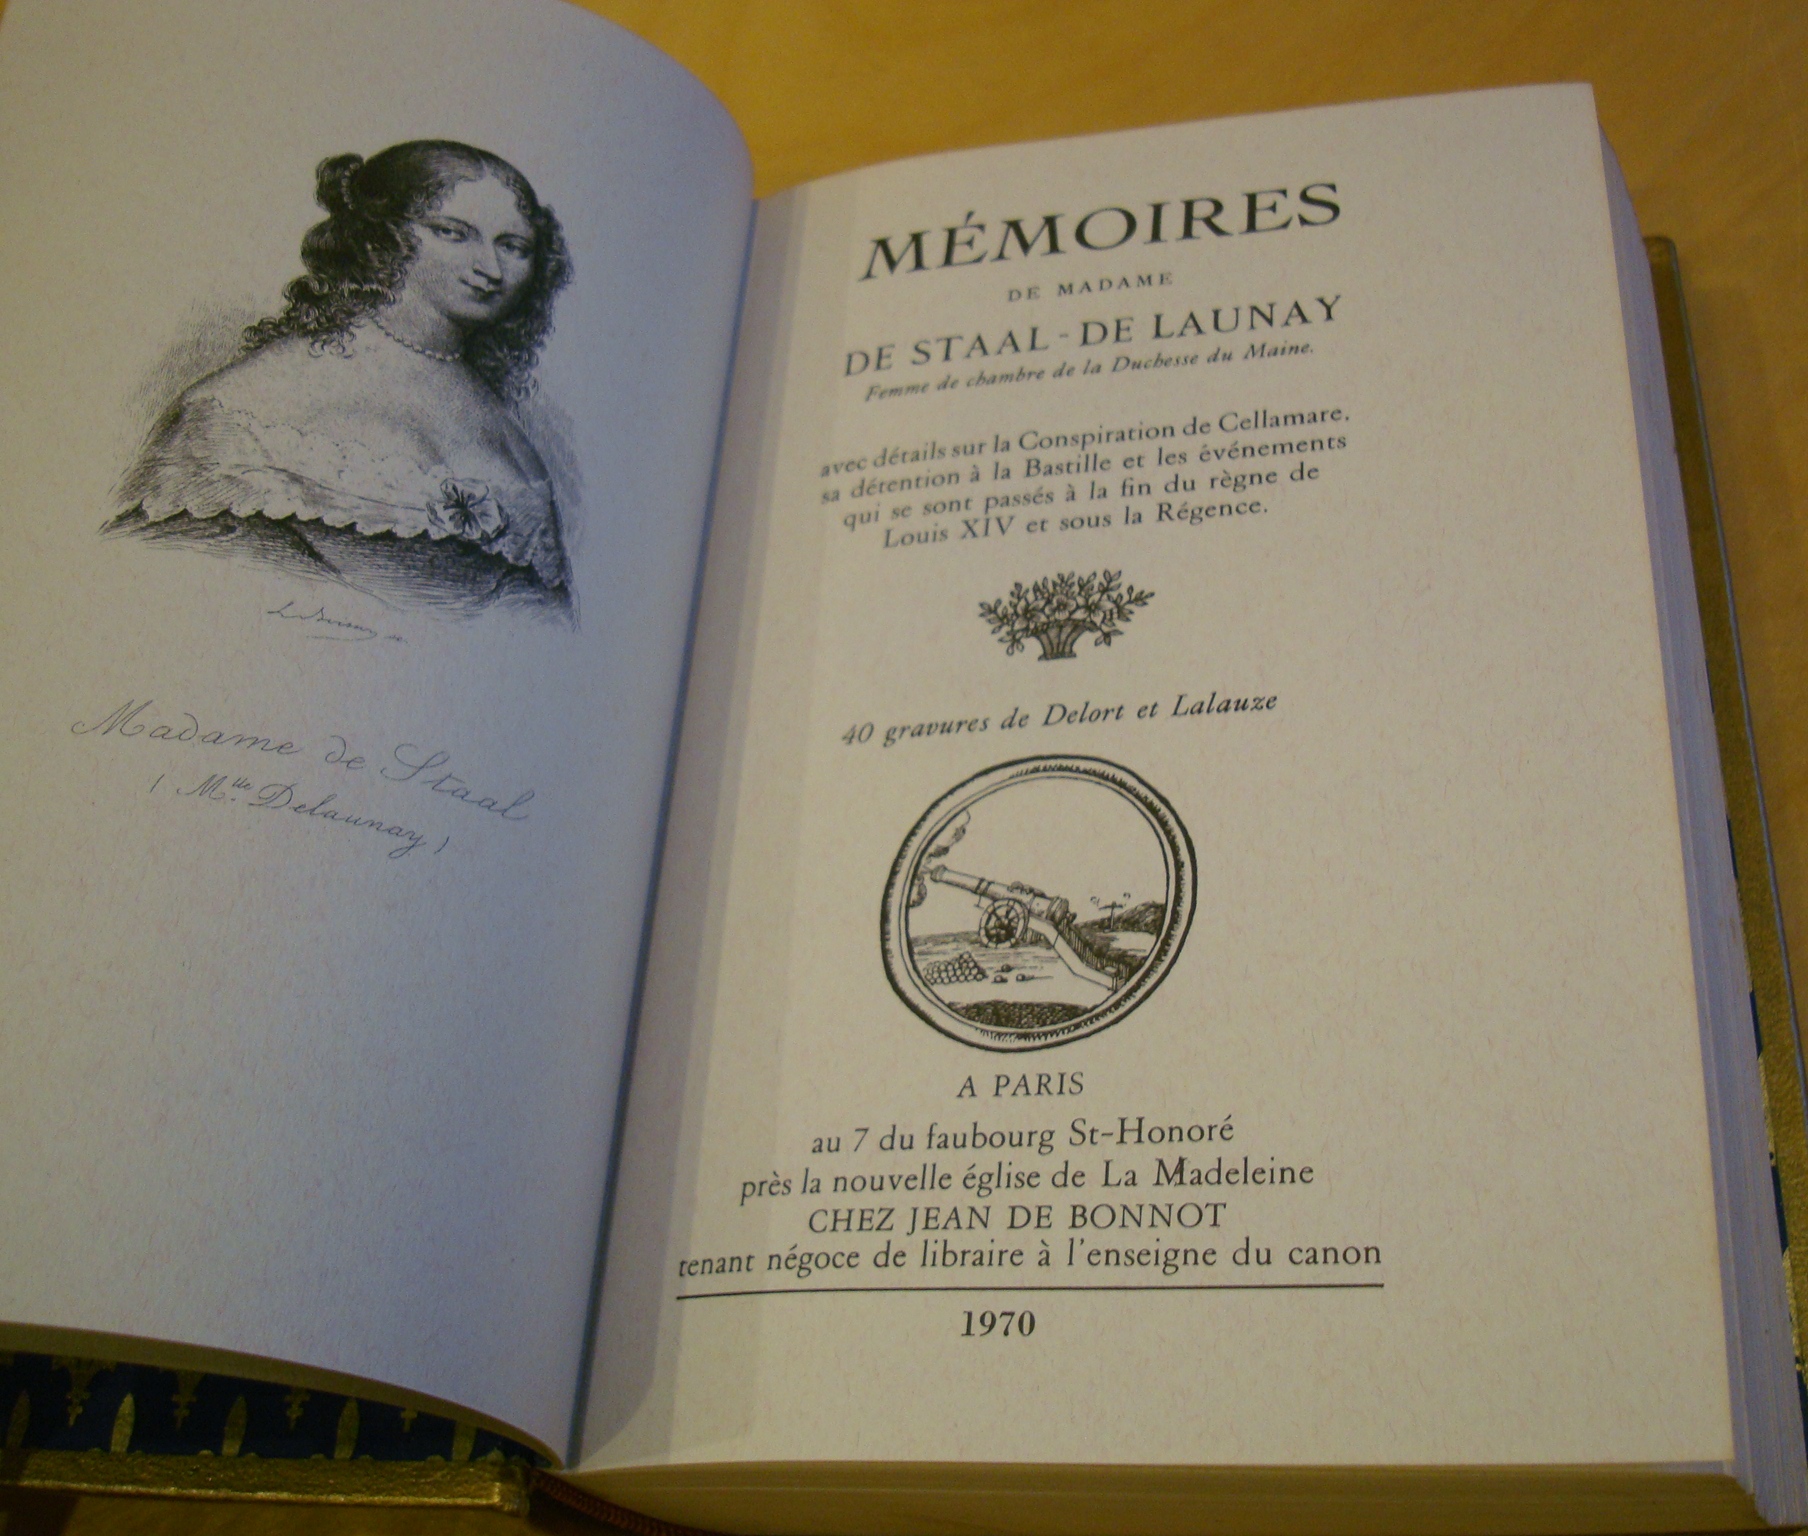 Madame de Staal
( Mlle Delaunay )
MÉMOIRES
DE MADAME
DE STAAL-DE LAUNAY
Femme de chambre de la Duchesse du Maine.
avec détails sur la Conspiration de Cellamare,
sa détention à la Bastille et les événements
qui se sont passés à la fin du règne de
Louis XIV et sous la Régence.
40 gravures de Delort et Lalauze
A PARIS
au 7 du faubourg St-Honoré
près la nouvelle église de La Madeleine
CHEZ JEAN DE BONNOT
tenant négoce de libraire à l'enseigne du canon
1970